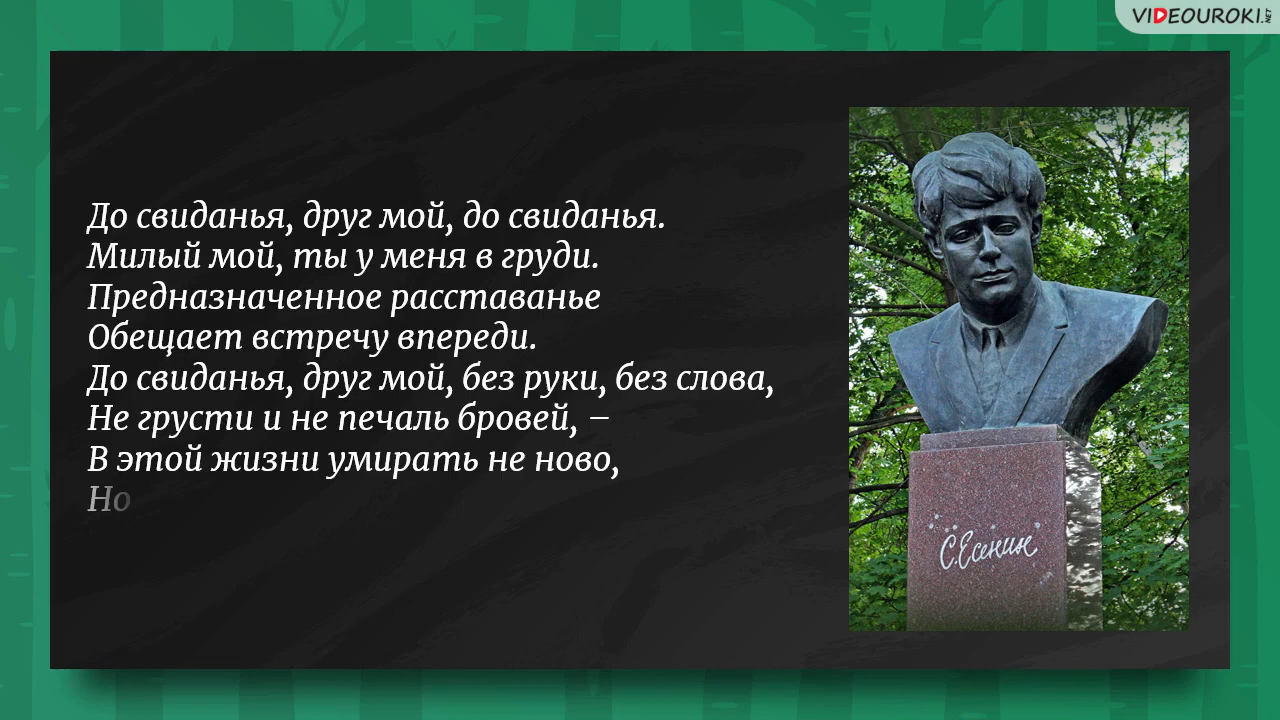 VIDEOUROKI.NET
До свиданья, друг мой, до свиданья.
Милый мой, ты у меня в груди.
Предназначенное расставанье
Обещает встречу впереди.
До свиданья, друг мой, без руки, без слова,
Не грусти и не печаль бровей, –
В этой жизни умирать не ново,
Но
С.Есенин